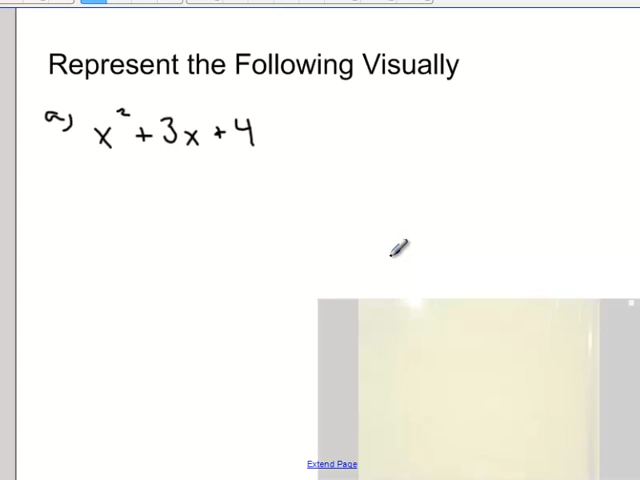 Represent the Following Visually
a) x² + 3x + 4
Extend Page